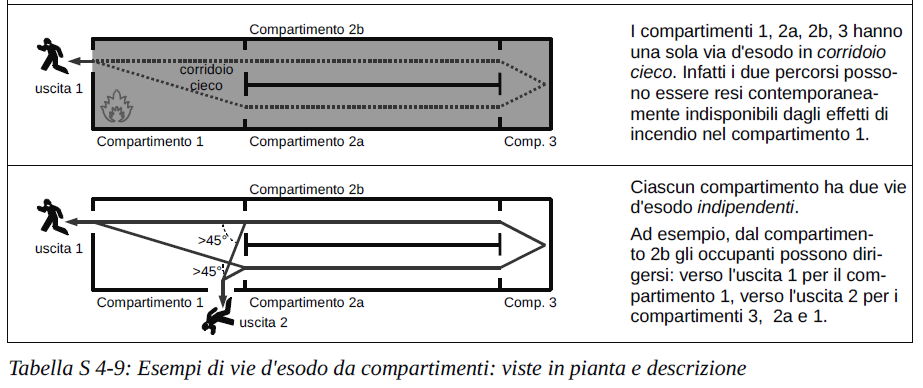 Compartimento 2b
uscita 1
corridoio
cieco
Compartimento 1
Compartimento 2a
Comp. 3
I compartimenti 1, 2a, 2b, 3 hanno
una sola via d'esodo in corridoio
cieco. Infatti i due percorsi posso-
no essere resi contemporanea-
mente indisponibili dagli effetti di
incendio nel compartimento 1.
Compartimento 2b
uscita 1
>45°
>45°
Compartimento 1
Compartimento 2a
Comp. 3
uscita 2
Ciascun compartimento ha due vie
d'esodo indipendenti.
Ad esempio, dal compartimen-
to 2b gli occupanti possono diri-
gersi: verso l'uscita 1 per il com-
partimento 1, verso l'uscita 2 per i
compartimenti 3, 2a e 1.
Tabella S 4-9: Esempi di vie d'esodo da compartimenti: viste in pianta e descrizione